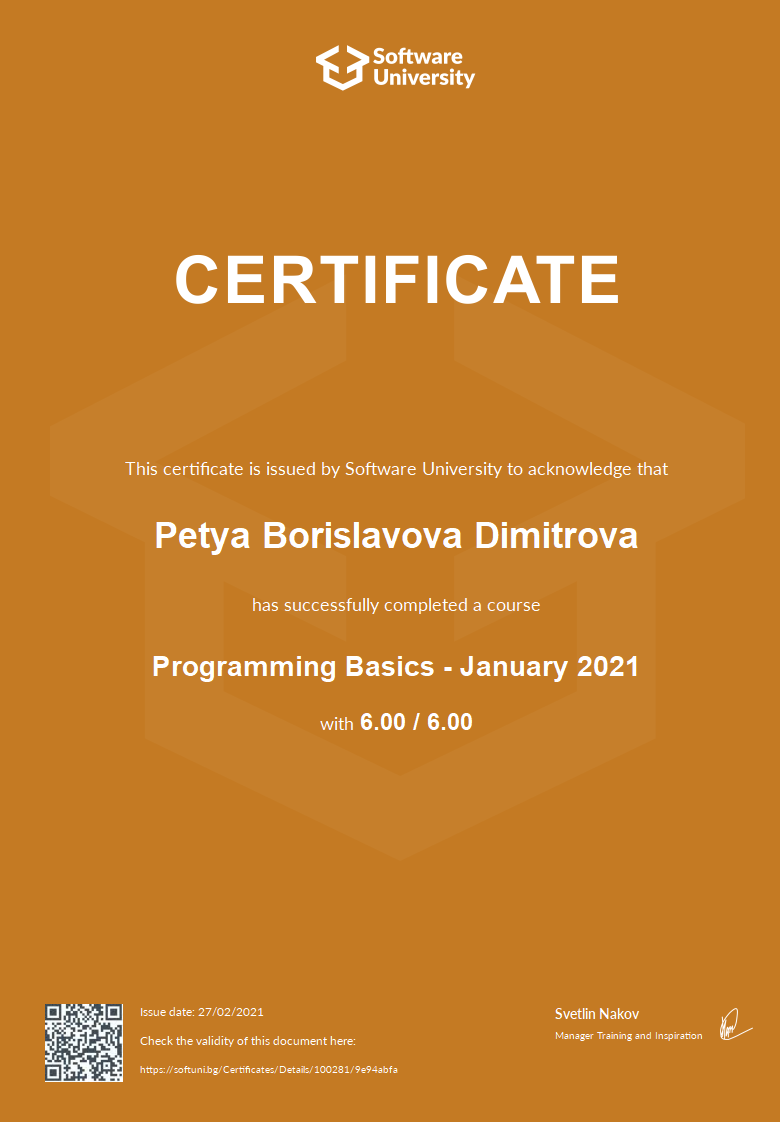 Software
University
CERTIFICATE
This certificate is issued by Software University to acknowledge that
Petya Borislavova Dimitrova
has successfully completed a course
Programming Basics - January 2021
with 6.00 / 6.00
Issue date: 27/02/2021
Check the validity of this document here:
https://softuni.bg/Certificates/Details/100281/9e94abfa
Svetlin Nakov
Manager Training and Inspiration